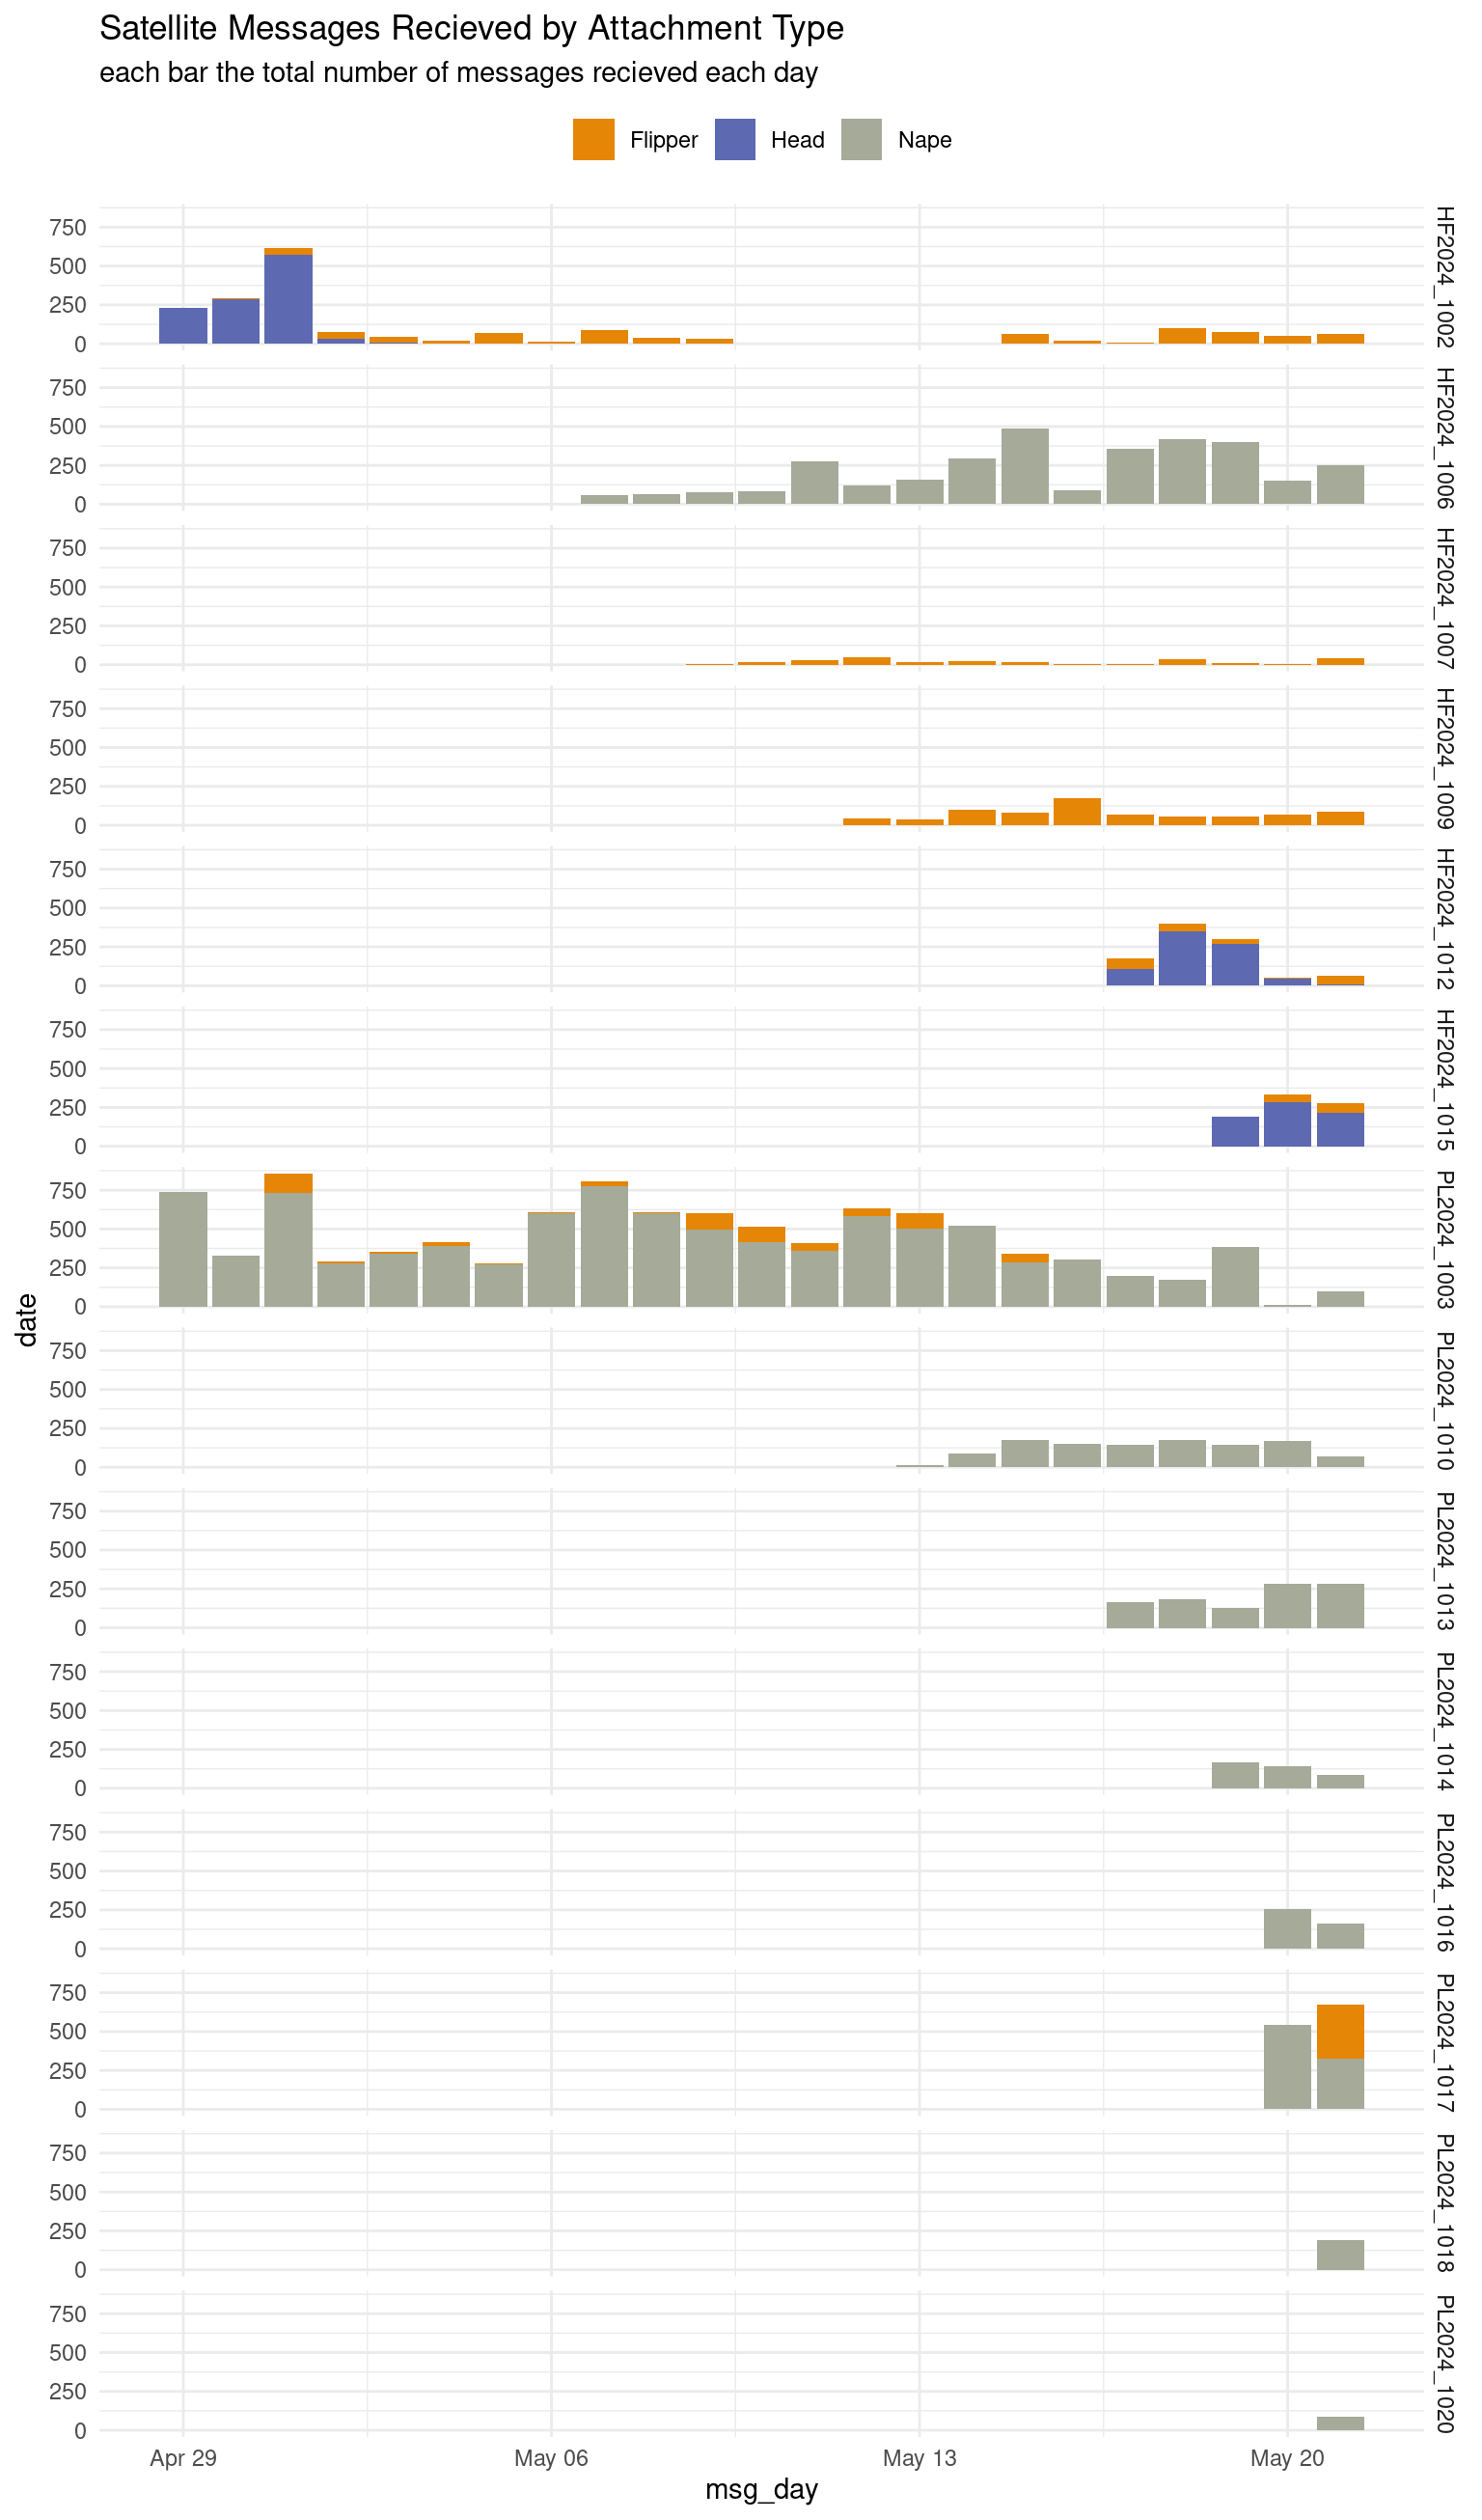 Satellite Messages Recieved by Attachment Type
each bar the total number of messages recieved each day
Flipper Head Nape
750
500
250
0
HF2024_1002
750
500
250
0
HF2024_1006
750
500
250
0
HF2024_1007
750
500
250
0
HF2024_1009
750
500
250
0
HF2024_1012
750
500
250
0
HF2024_1015
750
500
250
0
PL2024_1003
date
750
500
250
0
PL2024_1010
750
500
250
0
PL2024_1013
750
500
250
0
PL2024_1014
750
500
250
0
PL2024_1016
750
500
250
0
PL2024_1017
750
500
250
0
PL2024_1018
750
500
250
0
PL2024_1020
Apr 29 May 06 May 13 May 20
msg_day